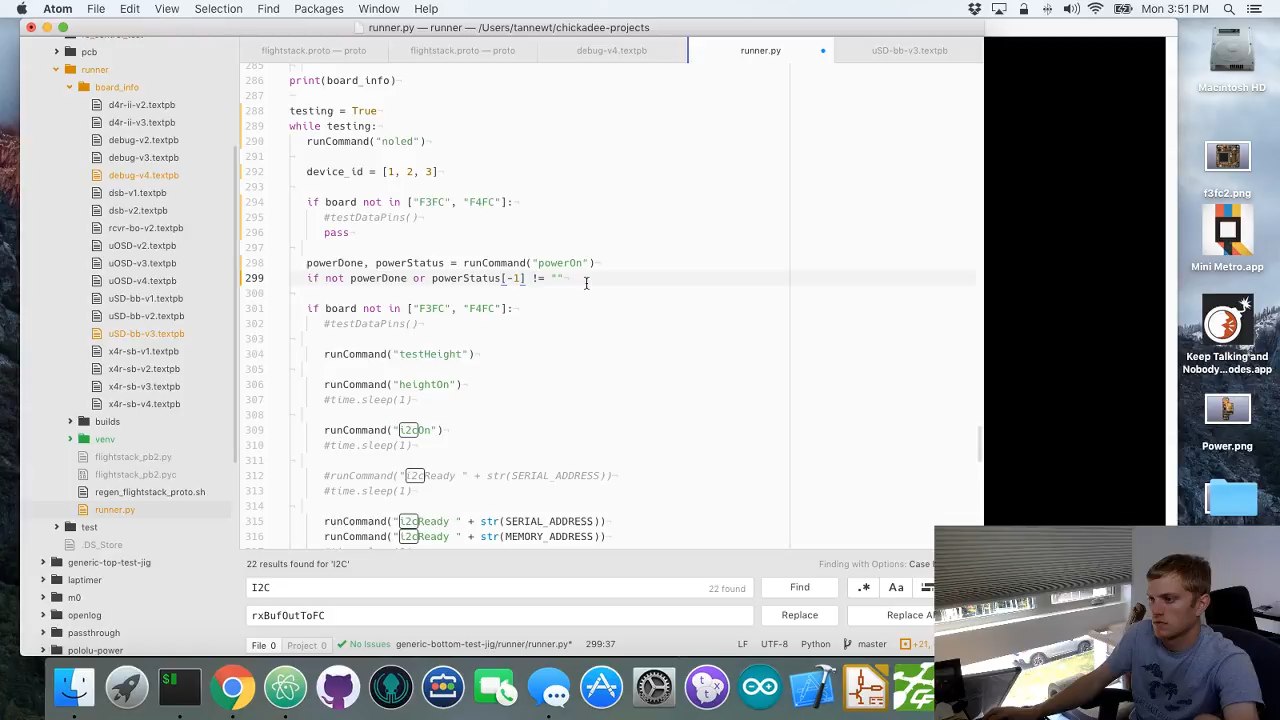 Atom File Edit View Selection Find Packages Window Help
Mon 3:51 PM
runner.py — runner — /Users/tannewt/chickadee-projects
pcb
runner
board_info
d4r-ii-v2.textpb
d4r-ii-v3.textpb
debug-v2.textpb
debug-v3.textpb
debug-v4.textpb
dsb-v1.textpb
dsb-v2.textpb
rcvr-bo-v2.textpb
uOSD-v2.textpb
uOSD-v3.textpb
uOSD-v4.textpb
uSD-bb-v1.textpb
uSD-bb-v2.textpb
uSD-bb-v3.textpb
x4r-sb-v1.textpb
x4r-sb-v2.textpb
x4r-sb-v3.textpb
x4r-sb-v4.textpb
builds
venv
flightstack_pb2.py
flightstack_pb2.pyc
regen_flightstack_proto.sh
runner.py
test
.DS_Store
generic-top-test-jig
laptimer
m0
openlog
passthrough
pololu-power
flightstack.proto — proto
flightstack.proto — proto
debug-v4.textpb
runner.py
uSD-bb-v3.textpb
285
286 print(board_info)
287
288 testing = True
289 while testing:
290 runCommand("noled")
291
292 device_id = [1, 2, 3]
293
294 if board not in ["F3FC", "F4FC"]:
295 #testDataPins()
296 pass
297
298 powerDone, powerStatus = runCommand("powerOn")
299 if not powerDone or powerStatus[-1] != ""
300
301 if board not in ["F3FC", "F4FC"]:
302 #testDataPins()
303
304 runCommand("testHeight")
305
306 runCommand("heightOn")
307 #time.sleep(1)
308
309 runCommand("i2cOn")
310 #time.sleep(1)
311
312 #runCommand("i2cReady " + str(SERIAL_ADDRESS))
313 #time.sleep(1)
314
315 runCommand("i2cReady " + str(SERIAL_ADDRESS))
316 runCommand("i2cReady " + str(MEMORY_ADDRESS))
22 results found for 'I2C'
Finding with Options: Case
I2C
22 found
Find
.*
Aa
rxBufOutToFC
Replace
Replace
File 0
Project 0
No Issues
generic-bottom-test-jig/runner/runner.py*
299:37
LF
UTF-8
Python
master
+21,
Macintosh HD
f3fc2.png
Mini Metro.app
Keep Talking and
Nobody...odes.app
Power.png